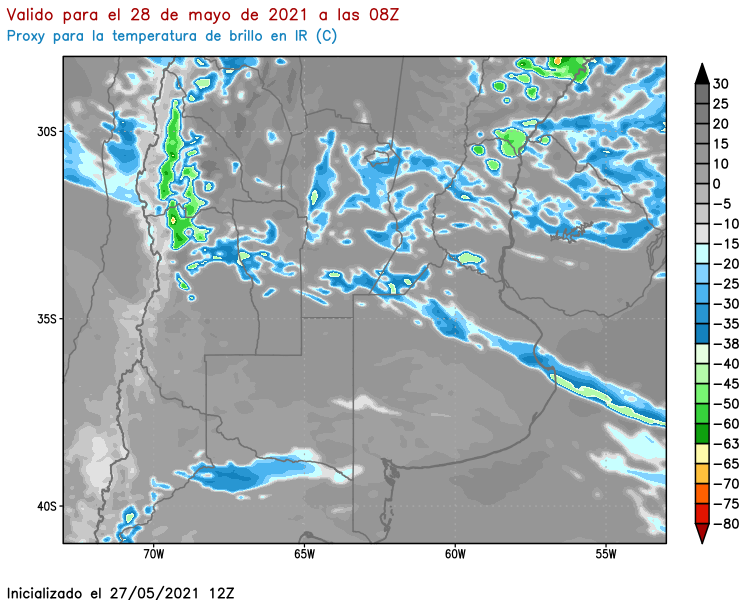 Valido para el 28 de mayo de 2021 a las 08Z
Proxy para la temperatura de brillo en IR (C)
30S
35S
40S
70W
65W
60W
55W
30
25
20
15
10
0
−5
−10
−15
−20
−25
−30
−35
−38
−40
−45
−50
−60
−63
−65
−70
−75
−80
Inicializado el 27/05/2021 12Z